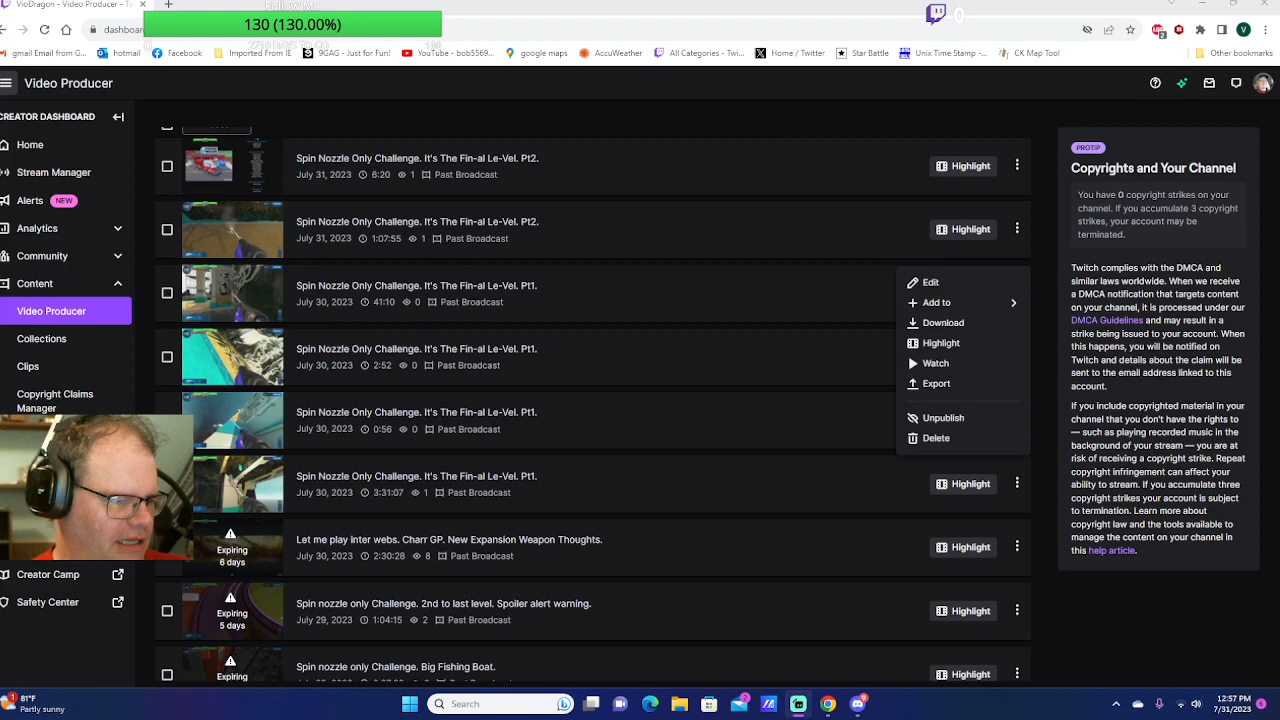 VioDragon - Twitch
Follow Mo
130 (130.00%)
0
dashboar
gmail Email from G...
hotmail
Facebook
Imported From IE
9GAG - Just for Fun!
YouTube - bob5569...
google maps
AccuWeather
All Categories - Twi...
Home / Twitter
Star Battle
Unix Time Stamp - ...
CK Map Tool
Other bookmarks
Video Producer
CREATOR DASHBOARD
Home
Stream Manager
Alerts NEW
Analytics
Community
Content
Video Producer
Collections
Clips
Copyright Claims
Manager
Creator Camp
Safety Center
Spin Nozzle Only Challenge. It's The Fin-al Le-Vel. Pt2.
July 31, 2023 6:20 1 Past Broadcast
Highlight
Spin Nozzle Only Challenge. It's The Fin-al Le-Vel. Pt2.
July 31, 2023 1:07:55 1 Past Broadcast
Highlight
Spin Nozzle Only Challenge. It's The Fin-al Le-Vel. Pt1.
July 30, 2023 41:10 0 Past Broadcast
Spin Nozzle Only Challenge. It's The Fin-al Le-Vel. Pt1.
July 30, 2023 2:52 0 Past Broadcast
Spin Nozzle Only Challenge. It's The Fin-al Le-Vel. Pt1.
July 30, 2023 0:56 0 Past Broadcast
Spin Nozzle Only Challenge. It's The Fin-al Le-Vel. Pt1.
July 30, 2023 3:31:07 1 Past Broadcast
Highlight
Expiring
6 days
Let me play inter webs. Charr GP. New Expansion Weapon Thoughts.
July 30, 2023 2:30:28 8 Past Broadcast
Highlight
Expiring
5 days
Spin nozzle only Challenge. 2nd to last level. Spoiler alert warning.
July 29, 2023 1:04:15 2 Past Broadcast
Highlight
Expiring
Spin nozzle only Challenge. Big Fishing Boat.
Highlight
Edit
Add to
Download
Highlight
Watch
Export
Unpublish
Delete
PROTIP
Copyrights and Your Channel
You have 0 copyright strikes on your
channel. If you accumulate 3 copyright
strikes, your account may be
terminated.
Twitch complies with the DMCA and
similar laws worldwide. When we receive
a DMCA notification that targets content
on your channel, it is processed under our
DMCA Guidelines and may result in a
strike being issued to your account. When
this happens, you will be notified on
Twitch and details about the claim will be
sent to the email address linked to this
account.
If you include copyrighted material in your
channel that you don't have the rights to
— such as playing recorded music in the
background of your stream — you are at
risk of receiving a copyright strike. Repeat
copyright infringement can affect your
ability to stream. If you accumulate three
copyright strikes your account is subject
to termination. Learn more about
copyright law and the tools available to
manage the content on your channel in
this help article.
81°F
Partly sunny
Search
12:57 PM
7/31/2023